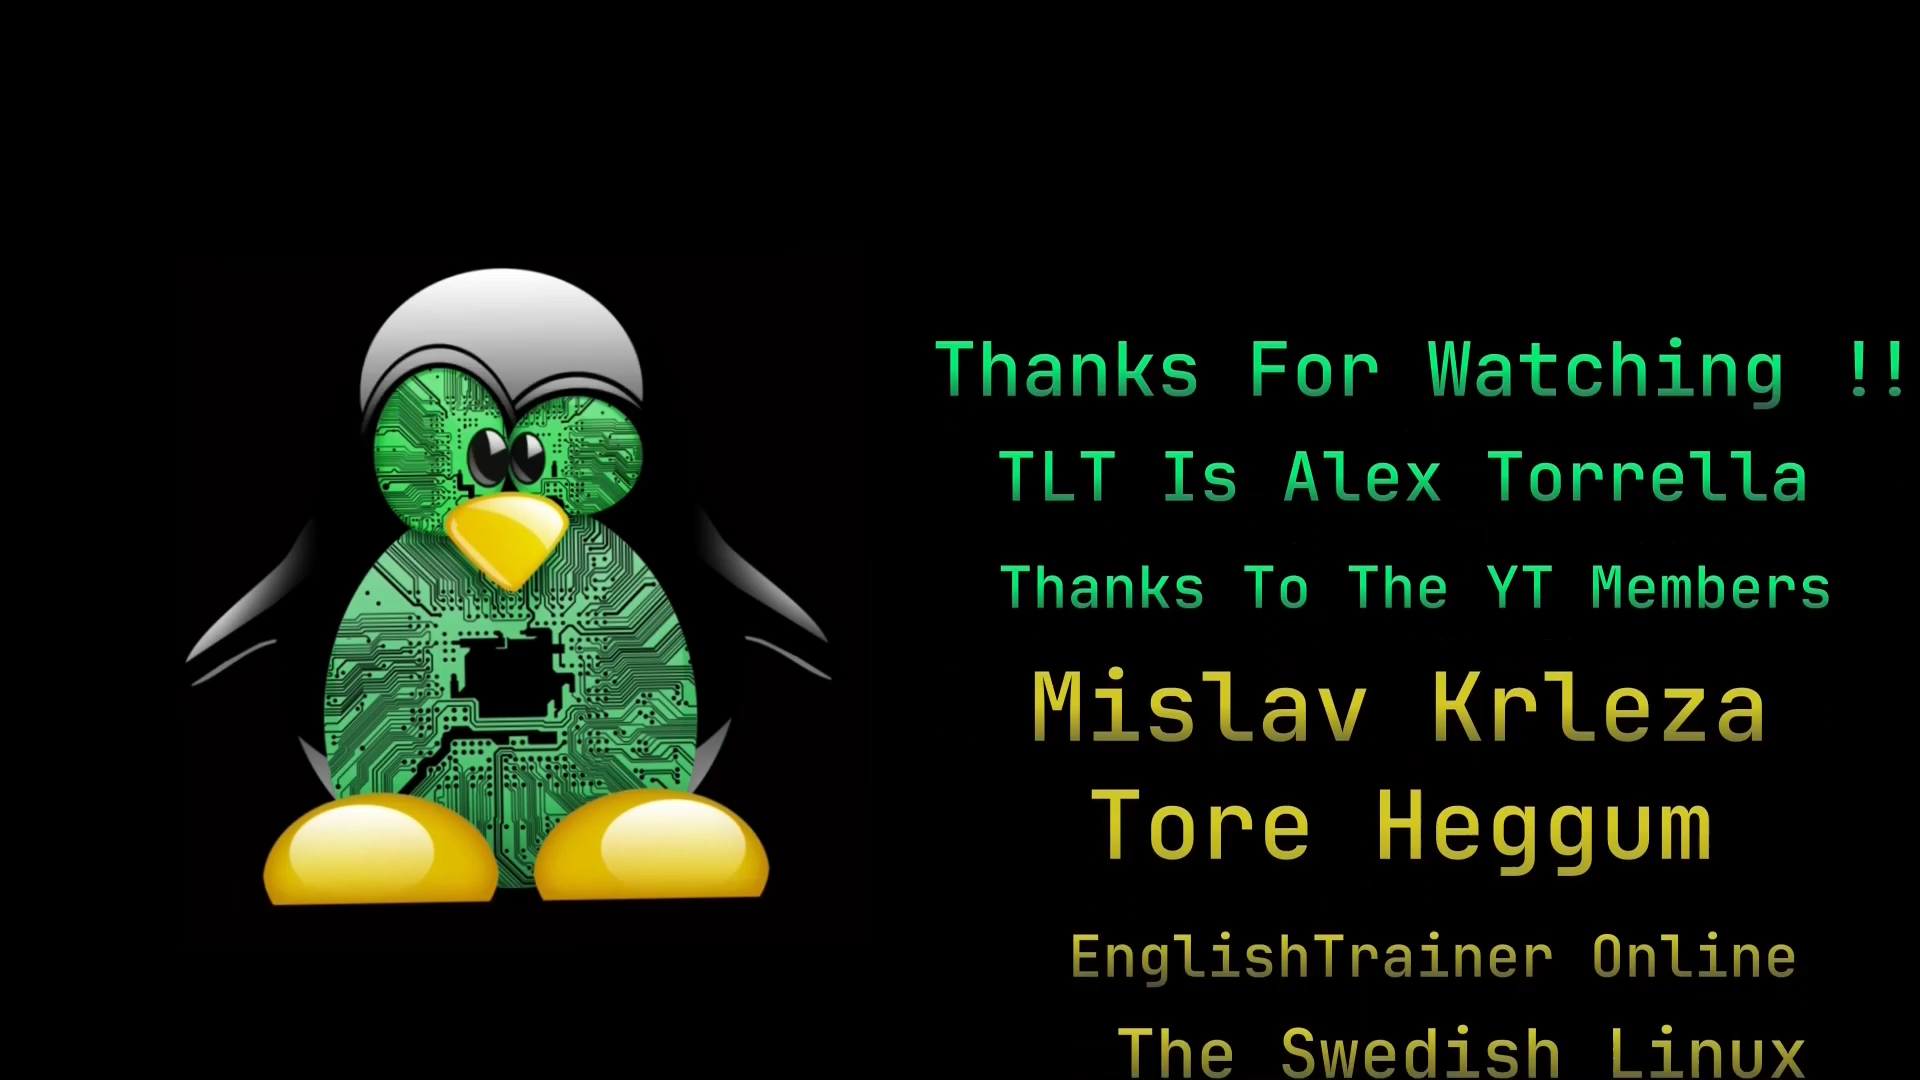 Thanks For Watching !!
TLT Is Alex Torrella
Thanks To The YT Members
Mislav Krleza
Tore Heggum
EnglishTrainer Online
The Swedish Linux